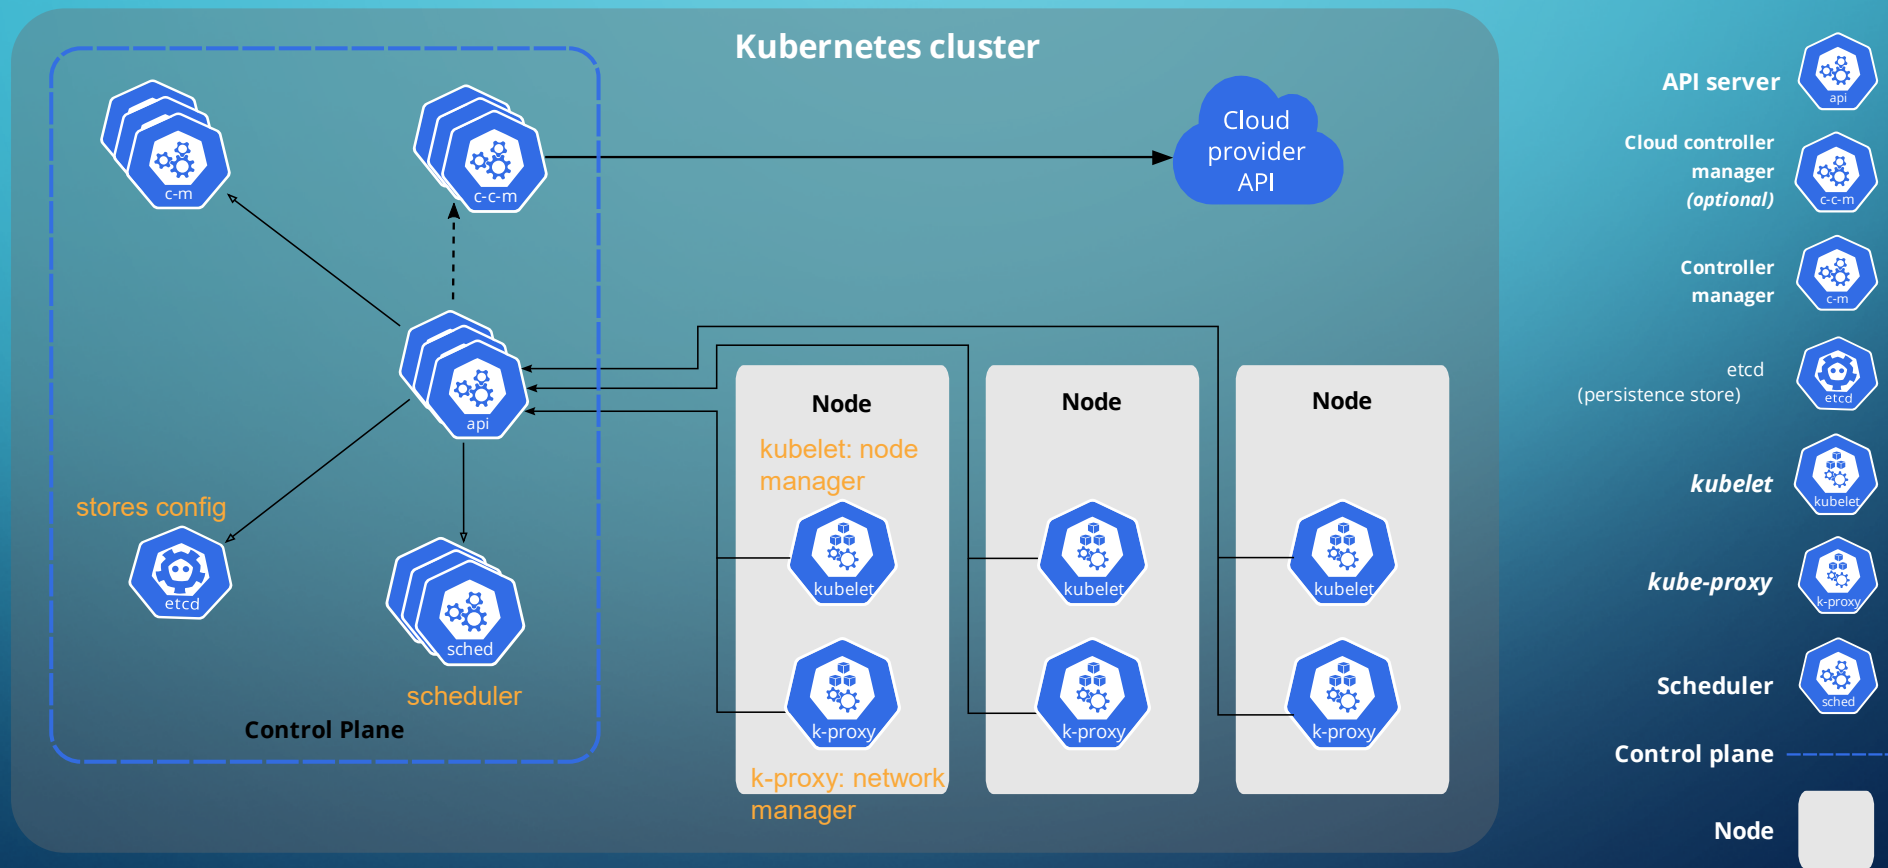 Kubernetes cluster
c-m
c-c-m
Cloud
provider
API
api
stores config
etcd
sched
scheduler
Control Plane
Node
kubelet: node
manager
kubelet
k-proxy
k-proxy: network
manager
Node
kubelet
k-proxy
Node
kubelet
k-proxy
API server
api
Cloud controller
manager
(optional)
c-c-m
Controller
manager
c-m
etcd
(persistence store)
etcd
kubelet
kubelet
kube-proxy
k-proxy
Scheduler
sched
Control plane
Node